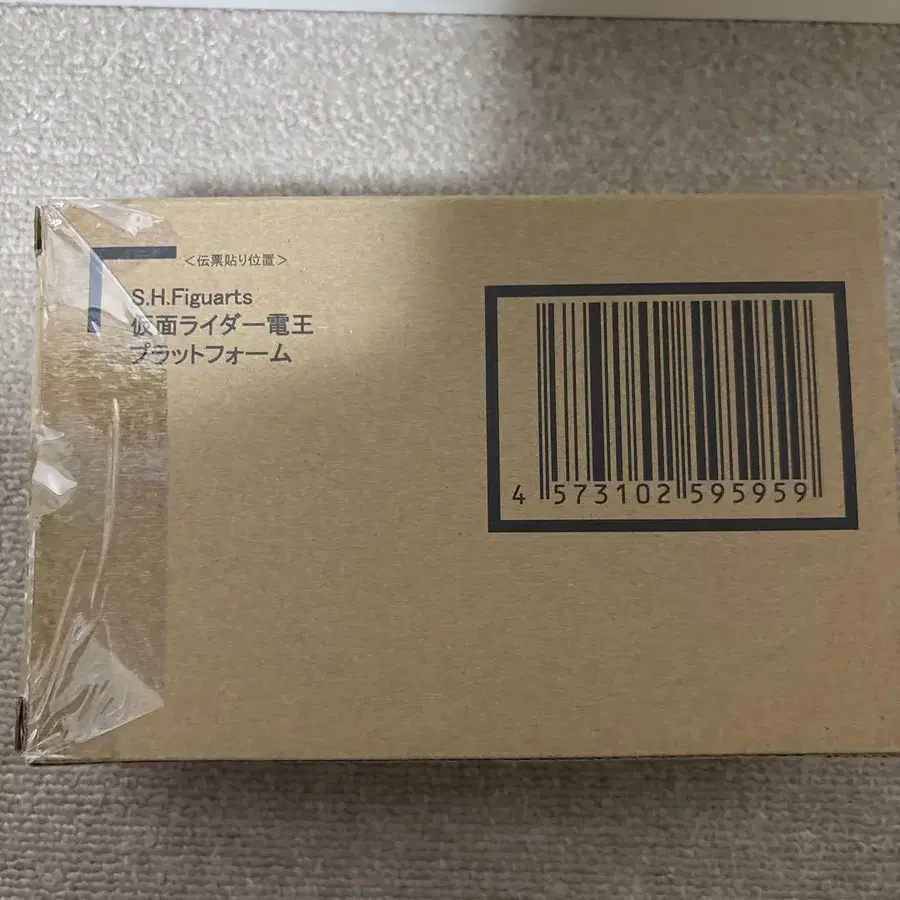 <伝票貼り位置>
S.H.Figuarts
仮面ライダー電王
プラットフォーム
4 573102 595959